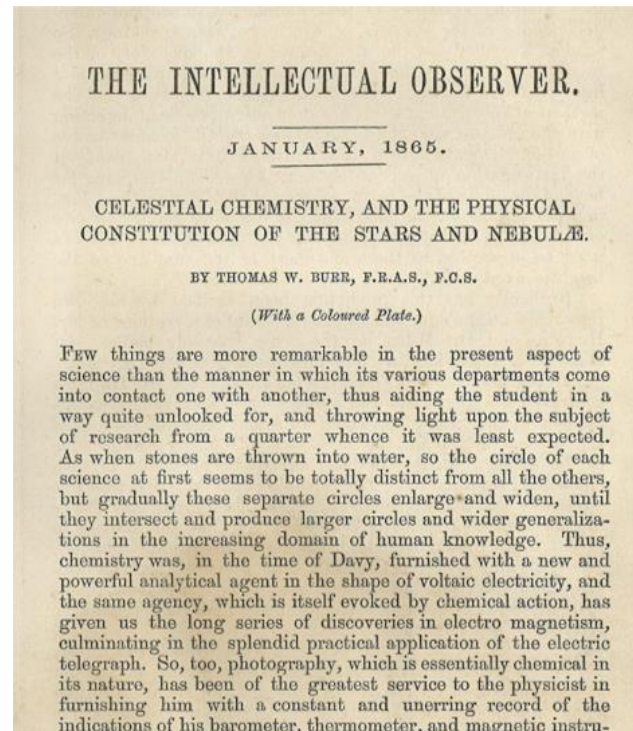 THE INTELLECTUAL OBSERVER.
JANUARY, 1865.
CELESTIAL CHEMISTRY, AND THE PHYSICAL
CONSTITUTION OF THE STARS AND NEBULÆ.
BY THOMAS W. BURR, F.R.A.S., F.C.S.
(With a Coloured Plate.)
FEW things are more remarkable in the present aspect of
science than the manner in which its various departments come
into contact one with another, thus aiding the student in a
way quite unlooked for, and throwing light upon the subject
of research from a quarter whence it was least expected.
As when stones are thrown into water, so the circle of each
science at first seems to be totally distinct from all the others,
but gradually these separate circles enlarge and widen, until
they intersect and produce larger circles and wider generaliza-
tions in the increasing domain of human knowledge. Thus,
chemistry was, in the time of Davy, furnished with a new and
powerful analytical agent in the shape of voltaic electricity, and
the same agency, which is itself evoked by chemical action, has
given us the long series of discoveries in electro magnetism,
culminating in the splendid practical application of the electric
telegraph. So, too, photography, which is essentially chemical in
its nature, has been of the greatest service to the physicist in
furnishing him with a constant and unerring record of the
indications of his barometer, thermometer, and magnetic instru-